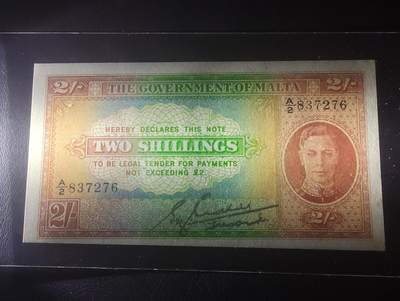 2/- THE GOVERNMENT OF MALTA 2/-
A/2 837276
HEREBY DECLARES THIS NOTE
TWO SHILLINGS
TO BE LEGAL TENDER FOR PAYMENTS
NOT EXCEEDING £2
A/2 837276
2/- 2/-